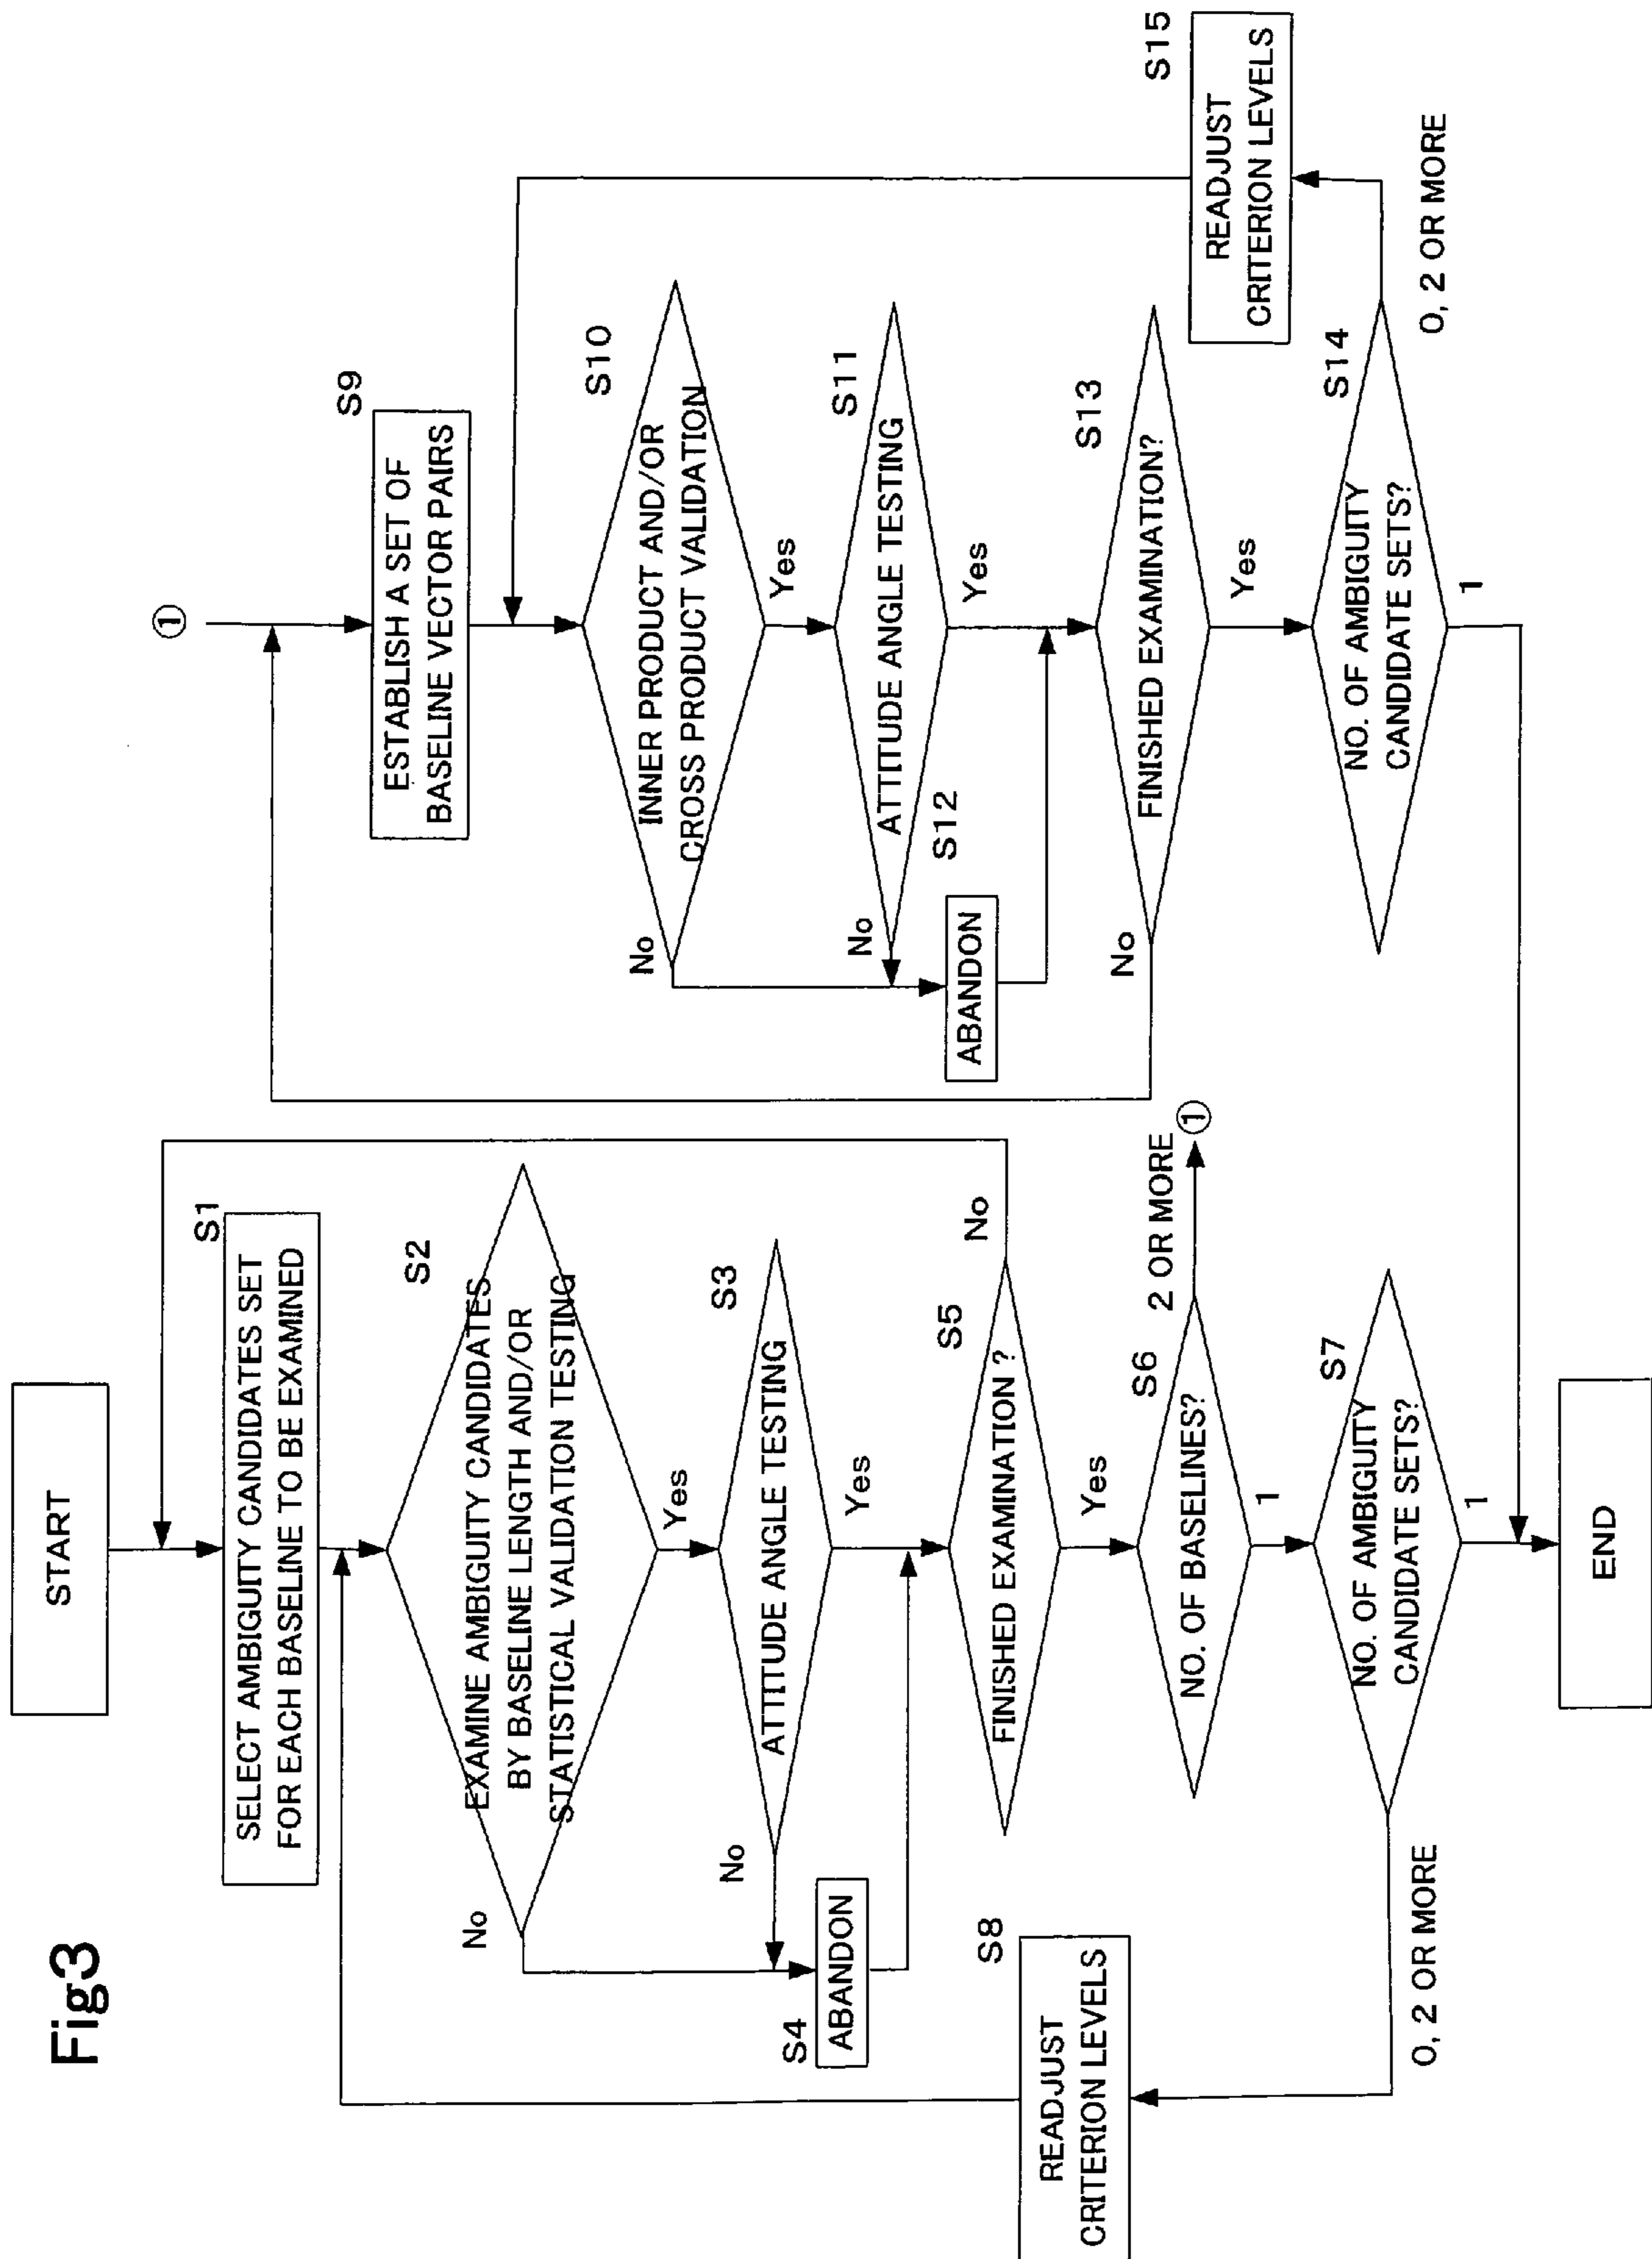 Fig3
START
S1
SELECT AMBIGUITY CANDIDATES SET
FOR EACH BASELINE TO BE EXAMINED
S2
EXAMINE AMBIGUITY CANDIDATES
BY BASELINE LENGTH AND/OR
STATISTICAL VALIDATION TESTING
No
Yes
S3
ATTITUDE ANGLE TESTING
No
Yes
S4
ABANDON
S5
FINISHED EXAMINATION ?
No
Yes
S6
NO. OF BASELINES?
2 OR MORE
①
1
S7
NO. OF AMBIGUITY
CANDIDATE SETS?
0, 2 OR MORE
1
S8
READJUST
CRITERION LEVELS
END
①
S9
ESTABLISH A SET OF
BASELINE VECTOR PAIRS
S10
INNER PRODUCT AND/OR
CROSS PRODUCT VALIDATION
No
Yes
S11
ATTITUDE ANGLE TESTING
No
Yes
S12
ABANDON
S13
FINISHED EXAMINATION?
No
Yes
S14
NO. OF AMBIGUITY
CANDIDATE SETS?
0, 2 OR MORE
1
S15
READJUST
CRITERION LEVELS